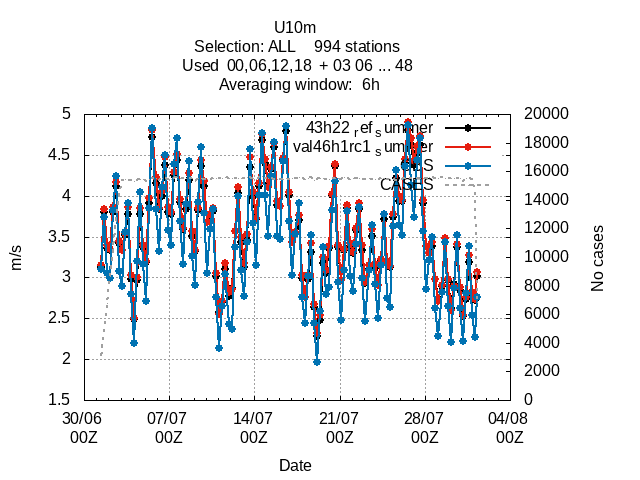 U10m
Selection: ALL 994 stations
Used 00,06,12,18 + 03 06 ... 48
Averaging window: 6h
43h22_ref_summer
val46h1rc1_summer
CASES
m/s
5
4.5
4
3.5
3
2.5
2
1.5
No cases
20000
18000
16000
14000
12000
10000
8000
6000
4000
2000
0
30/06 07/07 14/07 21/07 28/07 04/08
00Z 00Z 00Z 00Z 00Z 00Z
Date